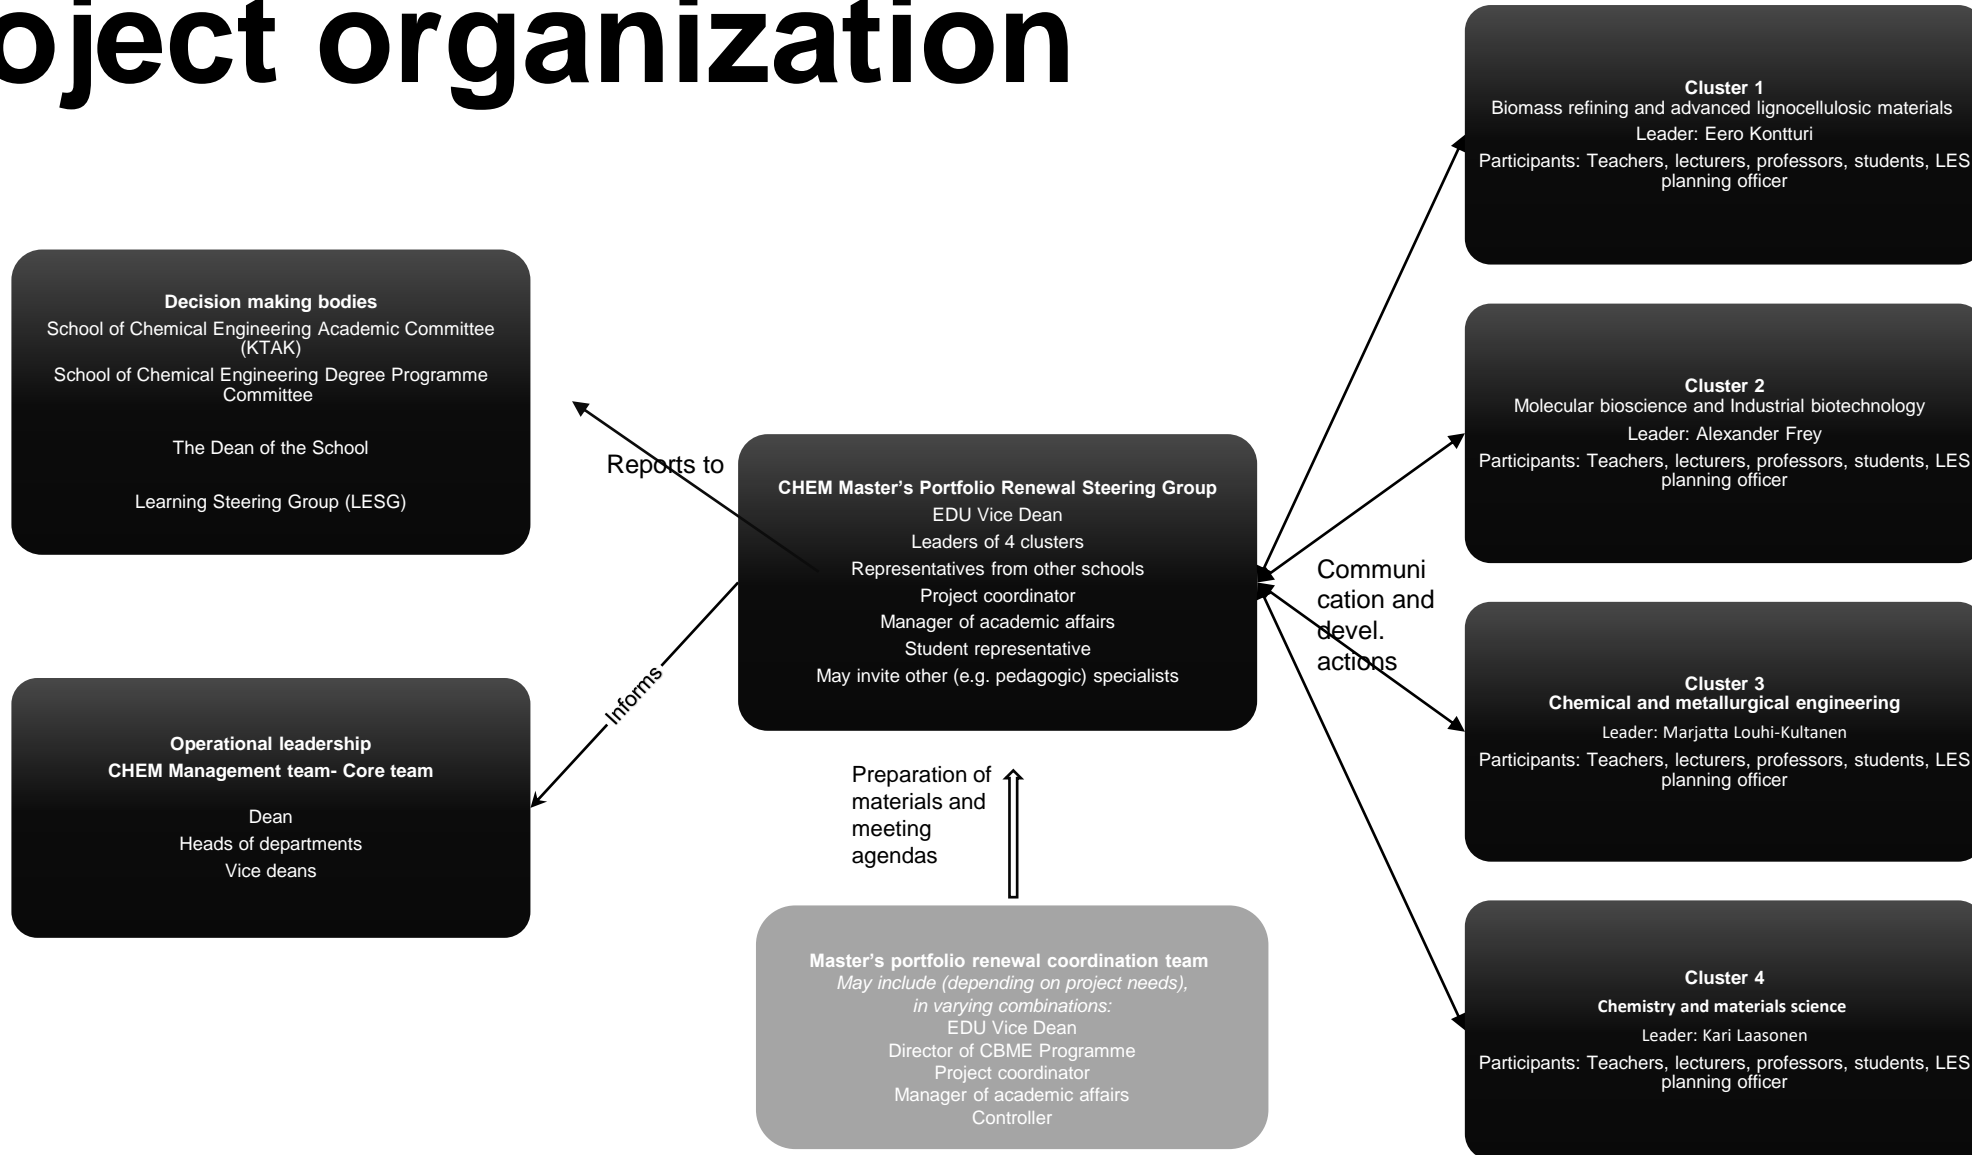 oject organization
Decision making bodies
School of Chemical Engineering Academic Committee
(KTAK)
School of Chemical Engineering Degree Programme
Committee
The Dean of the School
Learning Steering Group (LESG)
Operational leadership
CHEM Management team- Core team
Dean
Heads of departments
Vice deans
Reports to
Informs
CHEM Master’s Portfolio Renewal Steering Group
EDU Vice Dean
Leaders of 4 clusters
Representatives from other schools
Project coordinator
Manager of academic affairs
Student representative
May invite other (e.g. pedagogic) specialists
Preparation of
materials and
meeting
agendas
Master’s portfolio renewal coordination team
May include (depending on project needs),
in varying combinations:
EDU Vice Dean
Director of CBME Programme
Project coordinator
Manager of academic affairs
Controller
Communi
cation and
devel.
actions
Cluster 1
Biomass refining and advanced lignocellulosic materials
Leader: Eero Kontturi
Participants: Teachers, lecturers, professors, students, LES
planning officer
Cluster 2
Molecular bioscience and Industrial biotechnology
Leader: Alexander Frey
Participants: Teachers, lecturers, professors, students, LES
planning officer
Cluster 3
Chemical and metallurgical engineering
Leader: Marjatta Louhi-Kultanen
Participants: Teachers, lecturers, professors, students, LES
planning officer
Cluster 4
Chemistry and materials science
Leader: Kari Laasonen
Participants: Teachers, lecturers, professors, students, LES
planning officer